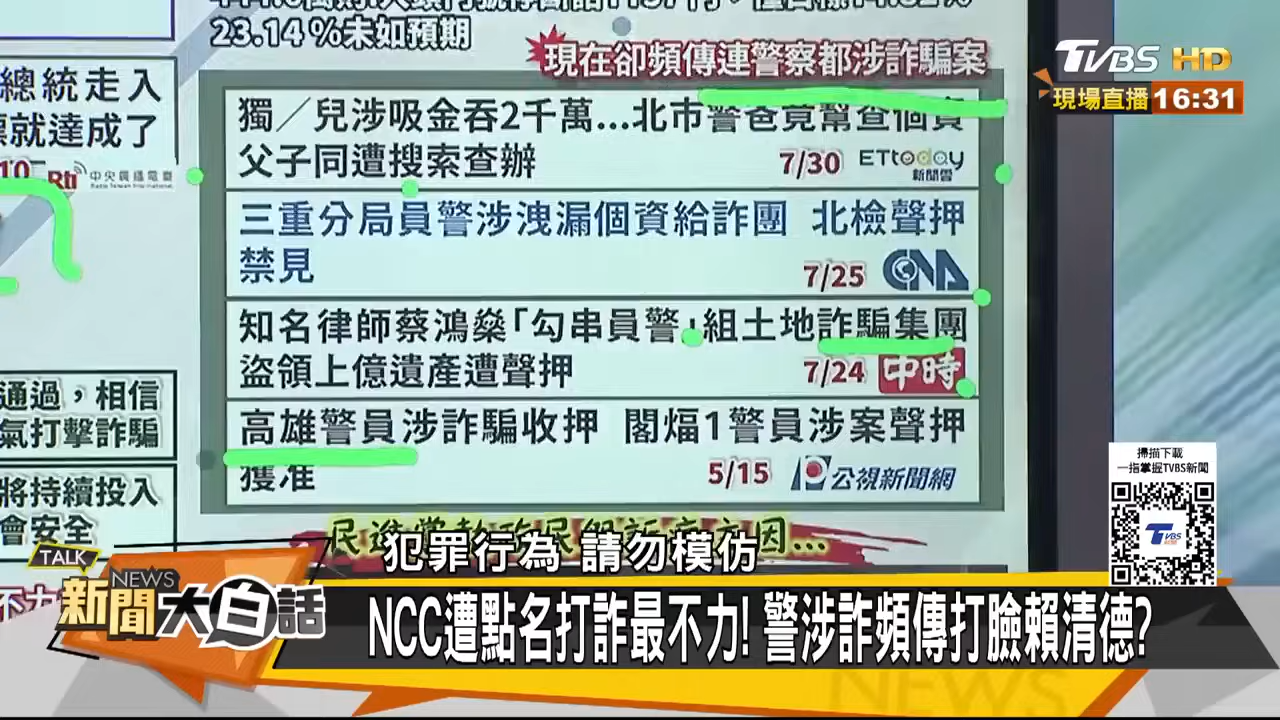 23.14%未如預期
現在卻頻傳連警察都涉詐騙案
TVBS HD
現場直播 16:31
總統走入
就達成了
10 Rti 中央廣播電臺
Radio Taiwan International
獨／兒涉吸金吞2千萬...北市警爸竟幫查個資
父子同遭搜索查辦
7/30 ETtoday 新聞雲
三重分局員警涉洩漏個資給詐團 北檢聲押
禁見
7/25 CNA
知名律師蔡鴻燊「勾串員警」組土地詐騙集團
盜領上億遺產遭聲押
7/24 中時
通過，相信
氣打擊詐騙
高雄警員涉詐騙收押 閣煏1警員涉案聲押
獲准
5/15 公視新聞網
將持續投入
會安全
掃描下載
一指掌握TVBS新聞
TVBS 新聞
不力
犯罪行為 請勿模仿
TALK NEWS
新聞大白話
NCC遭點名打詐最不力! 警涉詐頻傳打臉賴清德?
NEWS